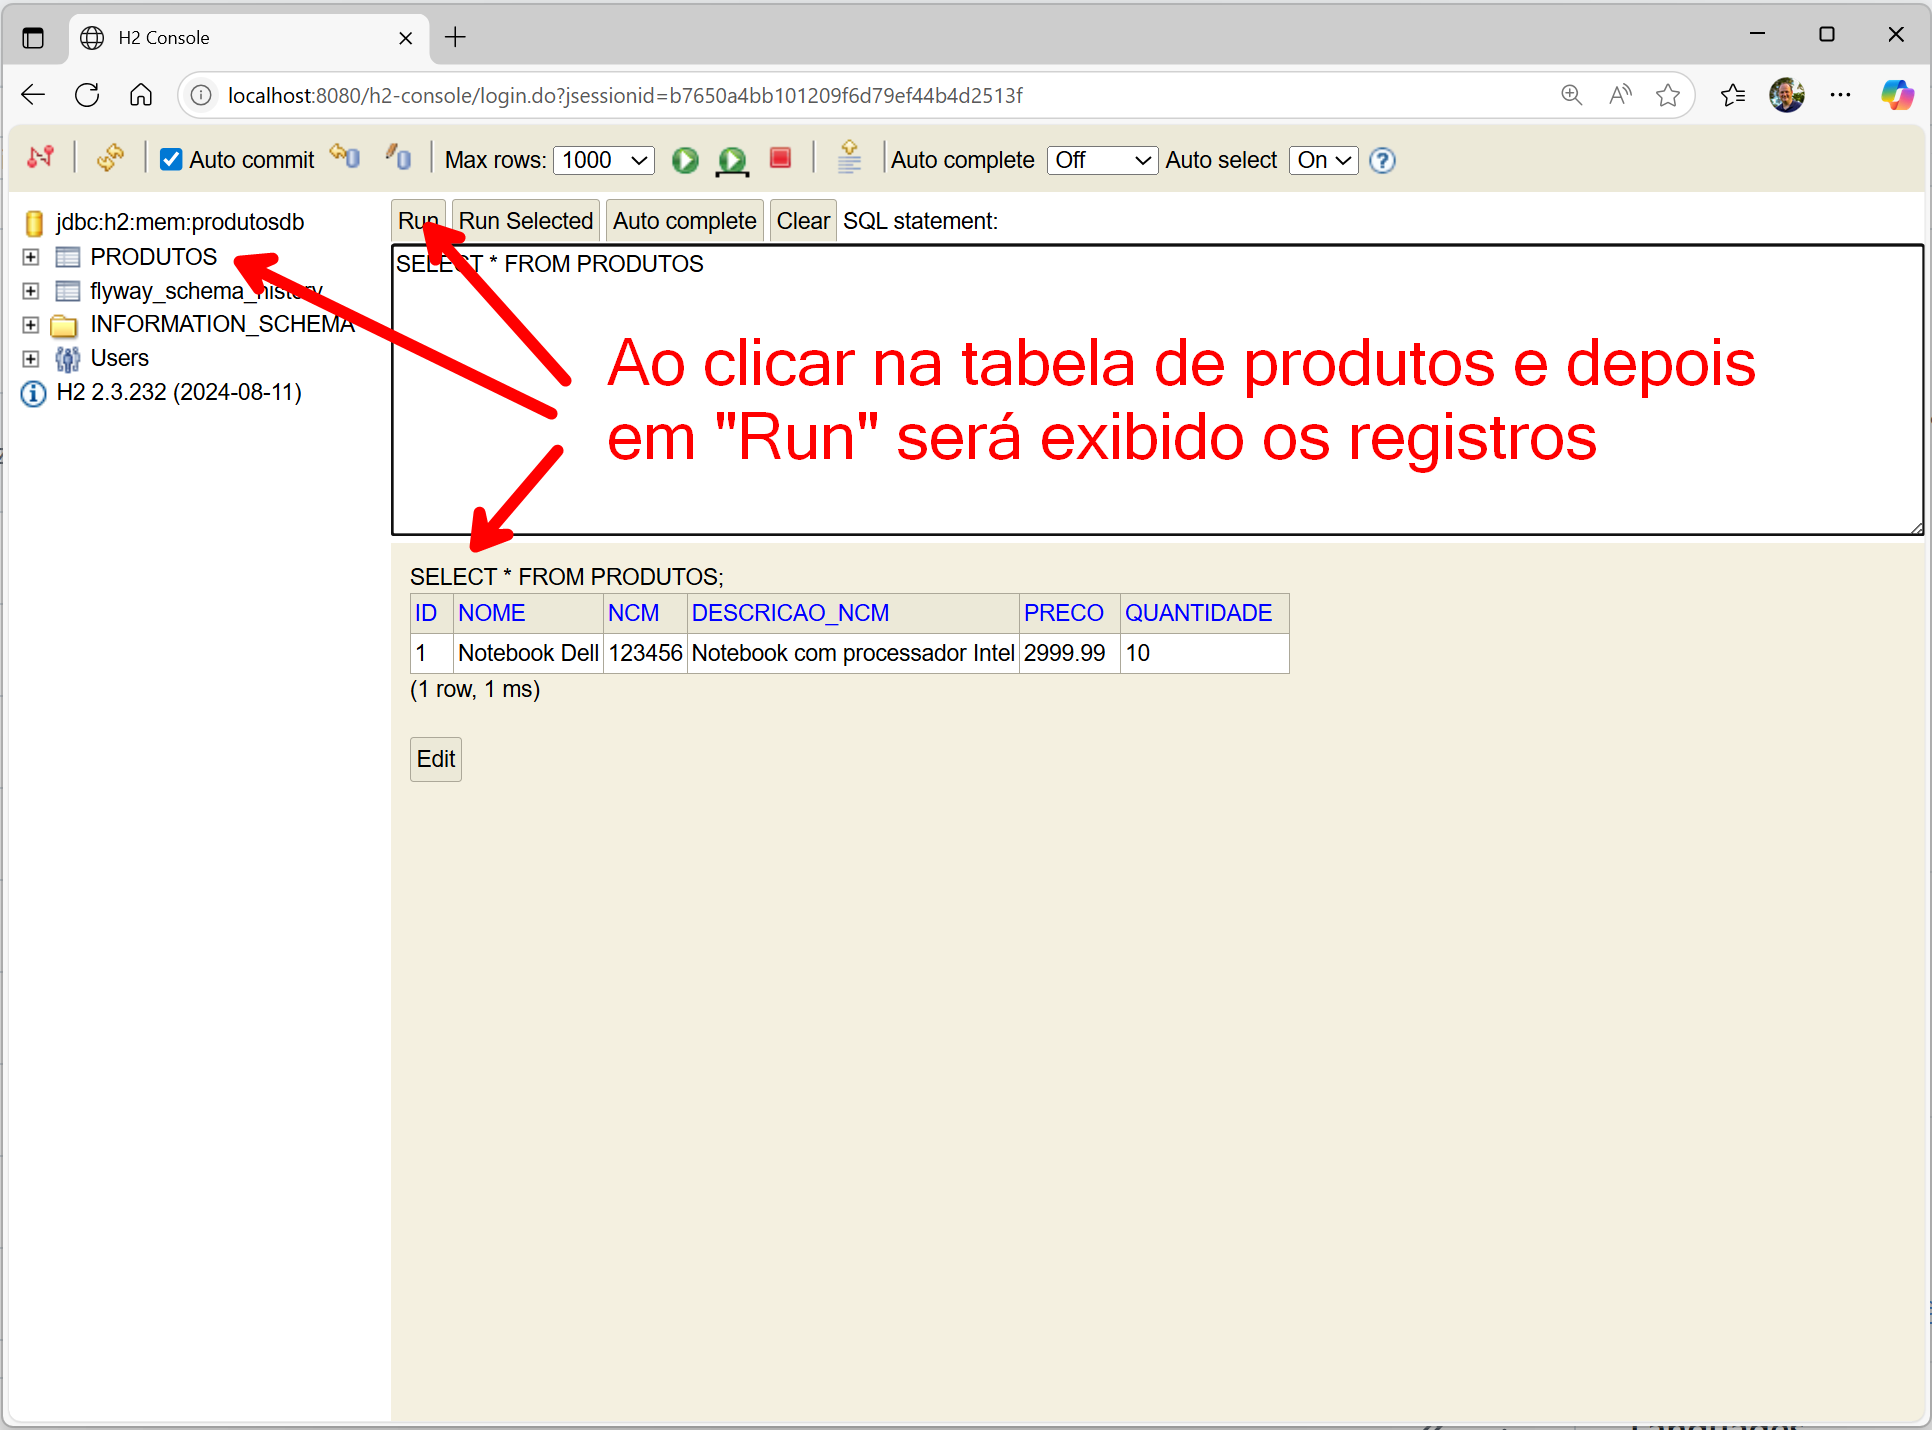 H2 Console
localhost:8080/h2-console/login.do?jsessionid=b7650a4bb101209f6d79ef44b4d2513f
Auto commit Max rows: 1000 Auto complete Off Auto select On
jdbc:h2:mem:produtosdb
PRODUTOS
flyway_schema_history
INFORMATION_SCHEMA
Users
H2 2.3.232 (2024-08-11)
Run Run Selected Auto complete Clear SQL statement:
SELECT * FROM PRODUTOS
Ao clicar na tabela de produtos e depois
em "Run" será exibido os registros
SELECT * FROM PRODUTOS;
ID NOME NCM DESCRICAO_NCM PRECO QUANTIDADE
1 Notebook Dell 123456 Notebook com processador Intel 2999.99 10
(1 row, 1 ms)
Edit